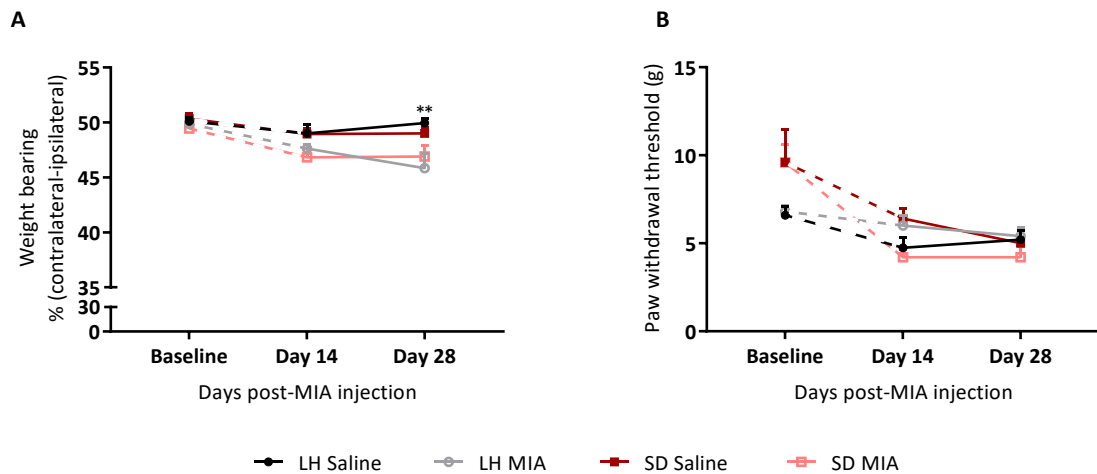 A
Weight bearing
% (contralateral-ipsilateral)
55
50
45
40
35
30
0
**
Baseline Day 14 Day 28
Days post-MIA injection
B
Paw withdrawal threshold (g)
15
10
5
0
Baseline Day 14 Day 28
Days post-MIA injection
LH Saline LH MIA SD Saline SD MIA